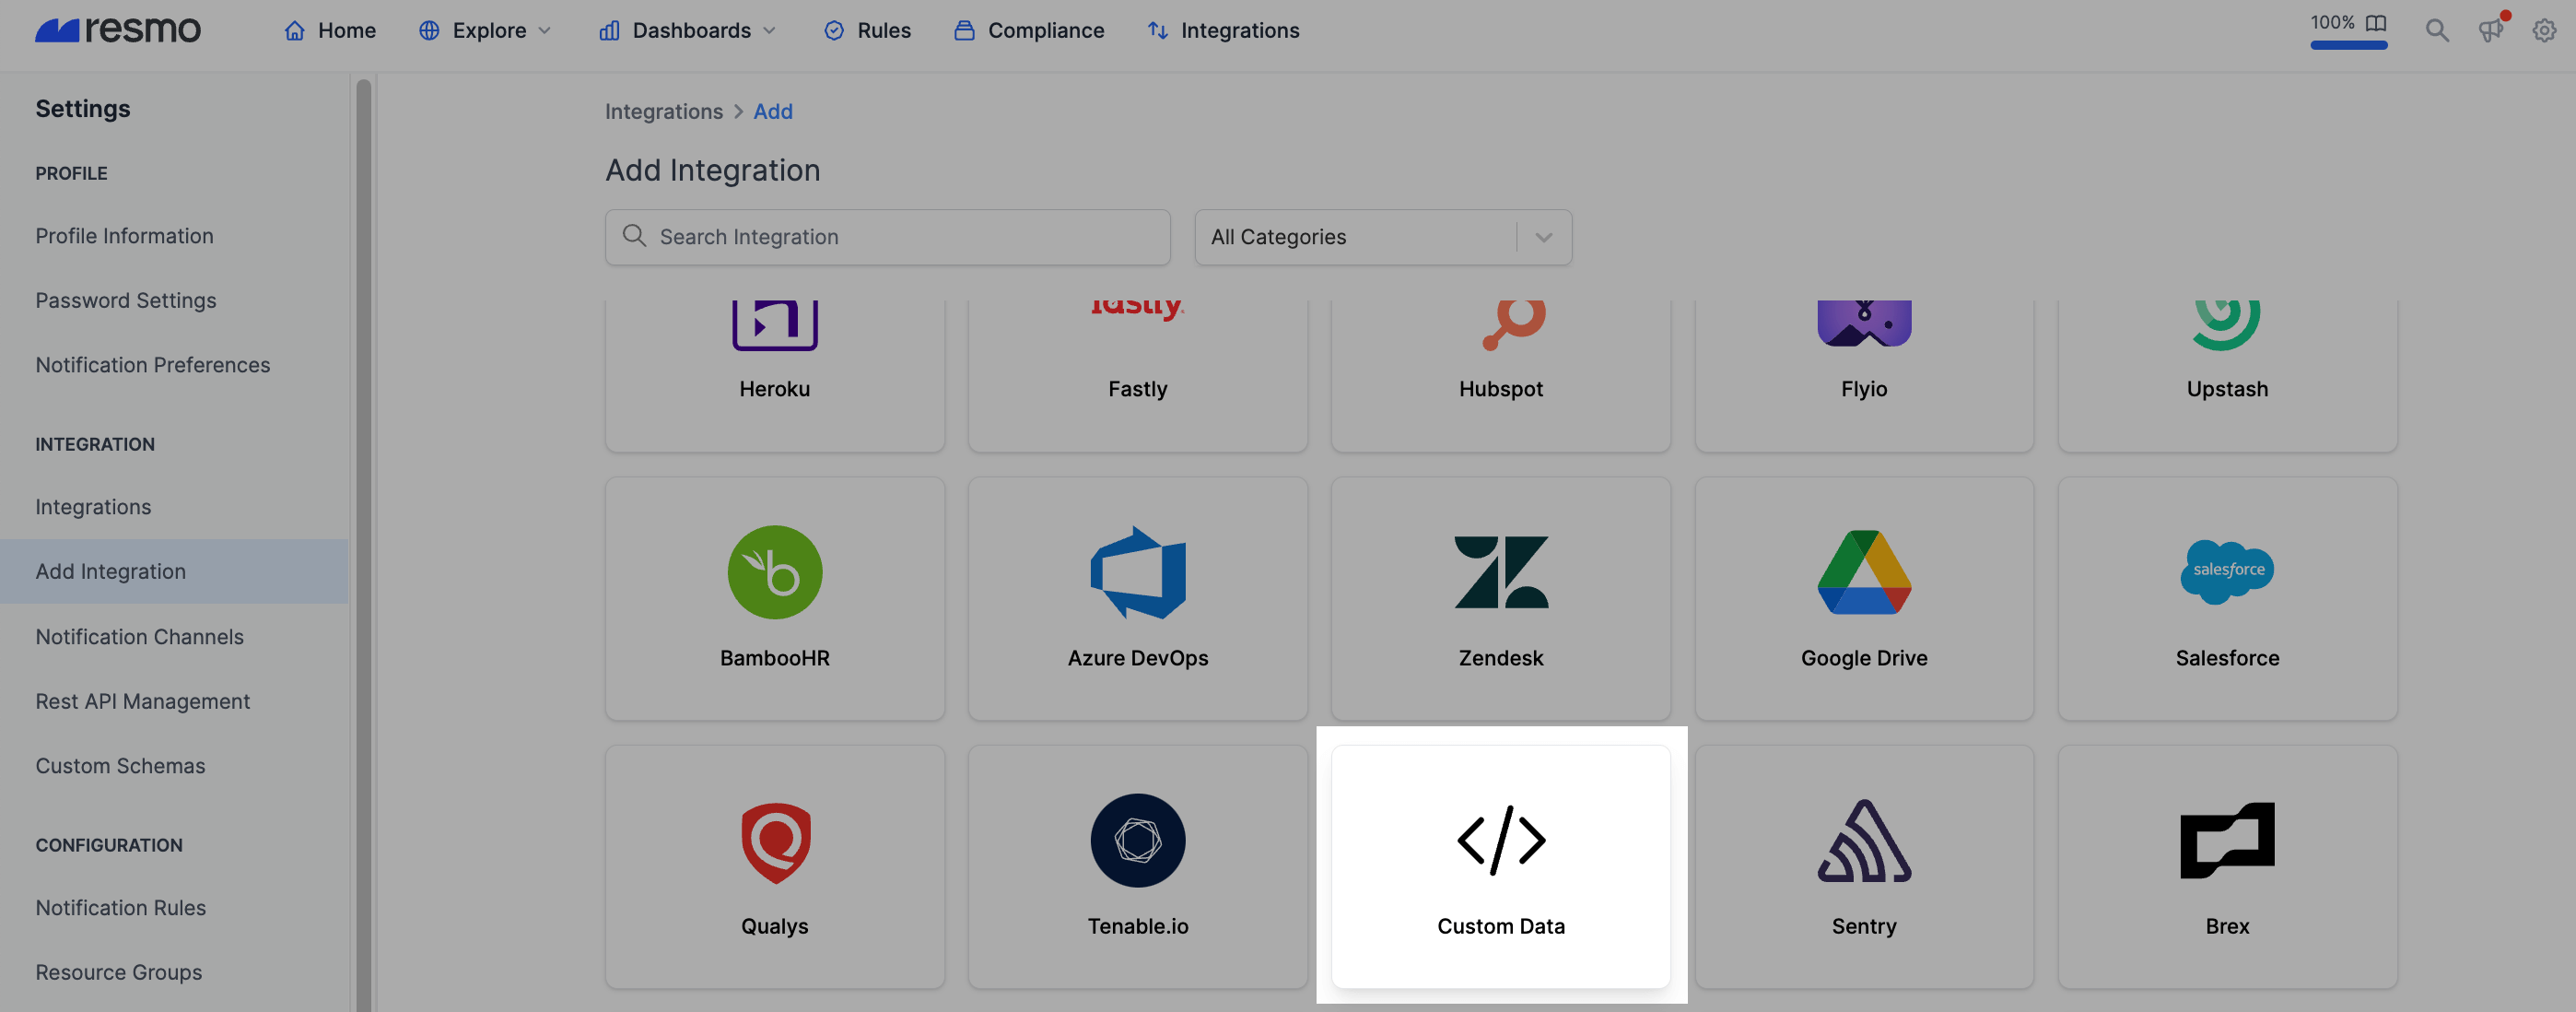 resmo Home Explore Dashboards Rules Compliance Integrations 100%
Settings
PROFILE
Profile Information
Password Settings
Notification Preferences
INTEGRATION
Integrations
Add Integration
Notification Channels
Rest API Management
Custom Schemas
CONFIGURATION
Notification Rules
Resource Groups
Integrations > Add
Add Integration
Search Integration All Categories
fastly
Heroku Fastly Hubspot Flyio Upstash
salesforce
BambooHR Azure DevOps Zendesk Google Drive Salesforce
Qualys Tenable.io Custom Data Sentry Brex